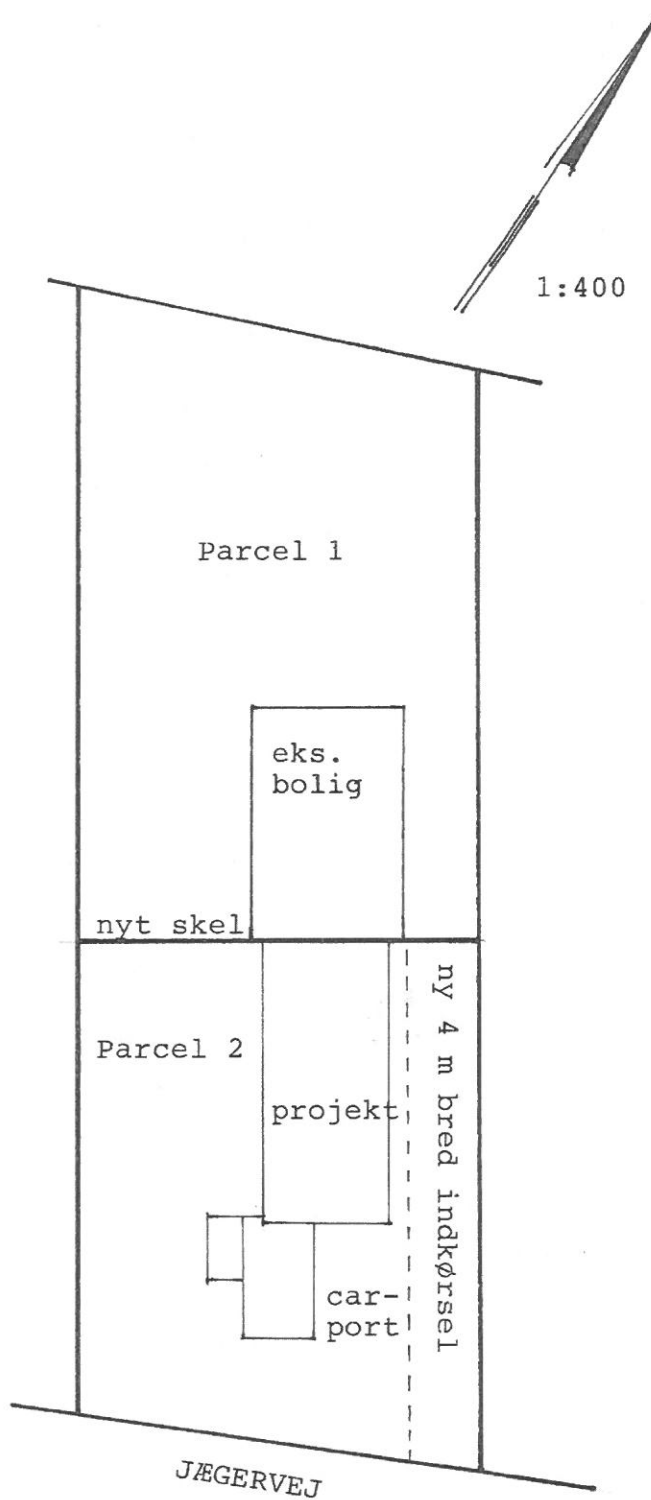 1:400
Parcel 1
eks.
bolig
nyt skel
ny 4 m bred indkørsel
Parcel 2
projekt
car-
port
JÆGERVEJ